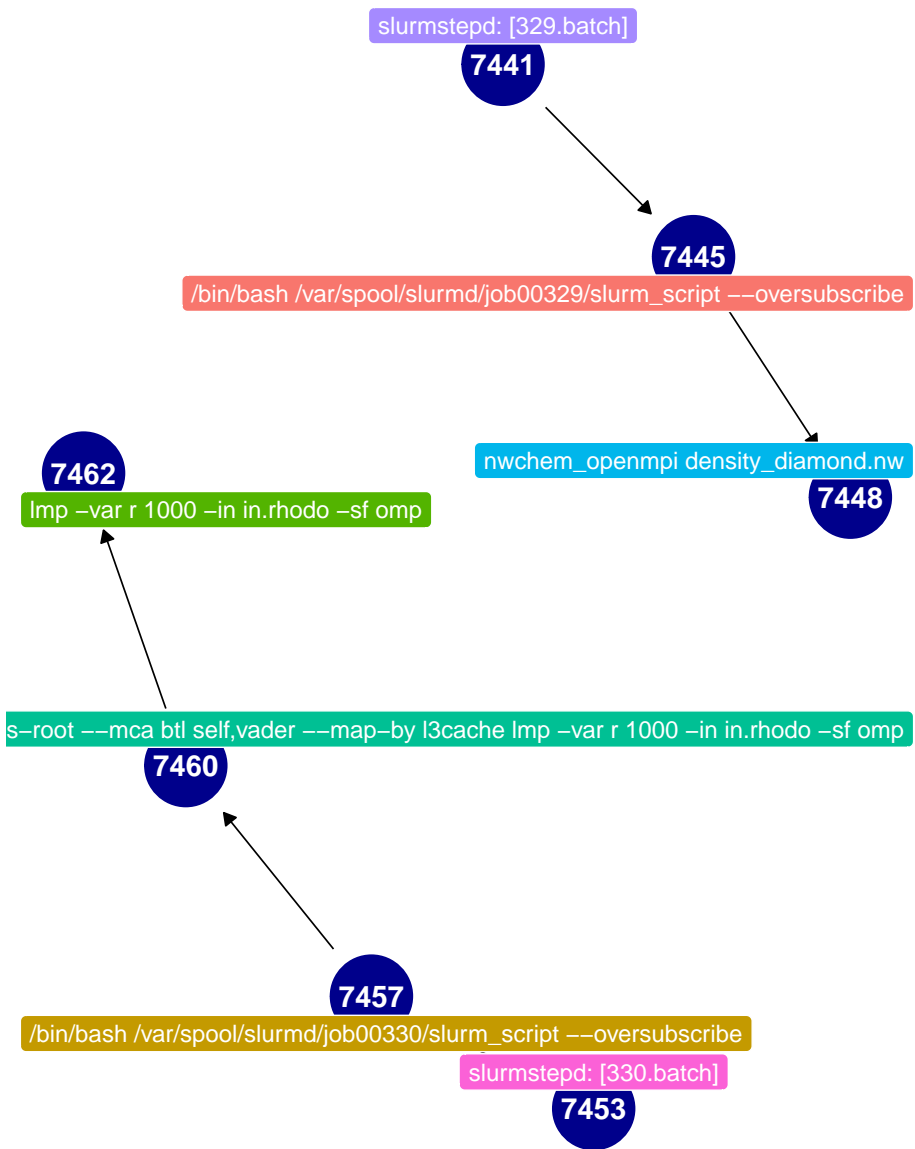 slurmstepd: [329.batch]
7441
7445
/bin/bash /var/spool/slurmd/job00329/slurm_script −−oversubscribe
nwchem_openmpi density_diamond.nw
7448
7462
lmp −var r 1000 −in in.rhodo −sf omp
s−root −−mca btl self,vader −−map−by l3cache lmp −var r 1000 −in in.rhodo −sf omp
7460
7457
/bin/bash /var/spool/slurmd/job00330/slurm_script −−oversubscribe
slurmstepd: [330.batch]
7453